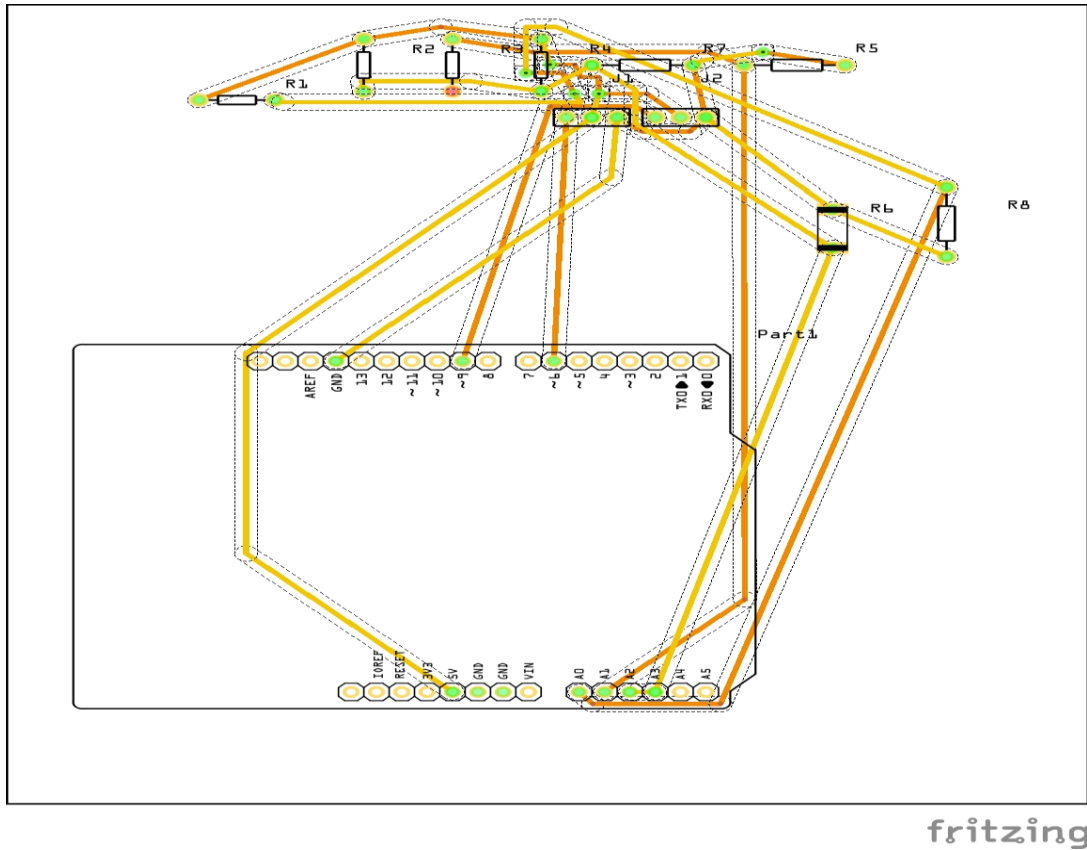 R2
R3
R4
R7
R5
R1
J1
J2
R6
R8
Part1
AREF
GND
13
12
~11
~10
~9
8
7
~6
~5
4
~3
2
TX0▶1
RX0◀0
IOREF
RESET
3V3
5V
GND
GND
VIN
A0
A1
A2
A3
A4
A5
fritzing